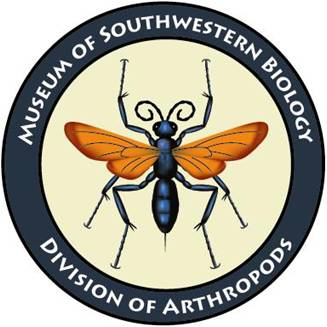 Museum of Southwestern Biology
Division of Arthropods